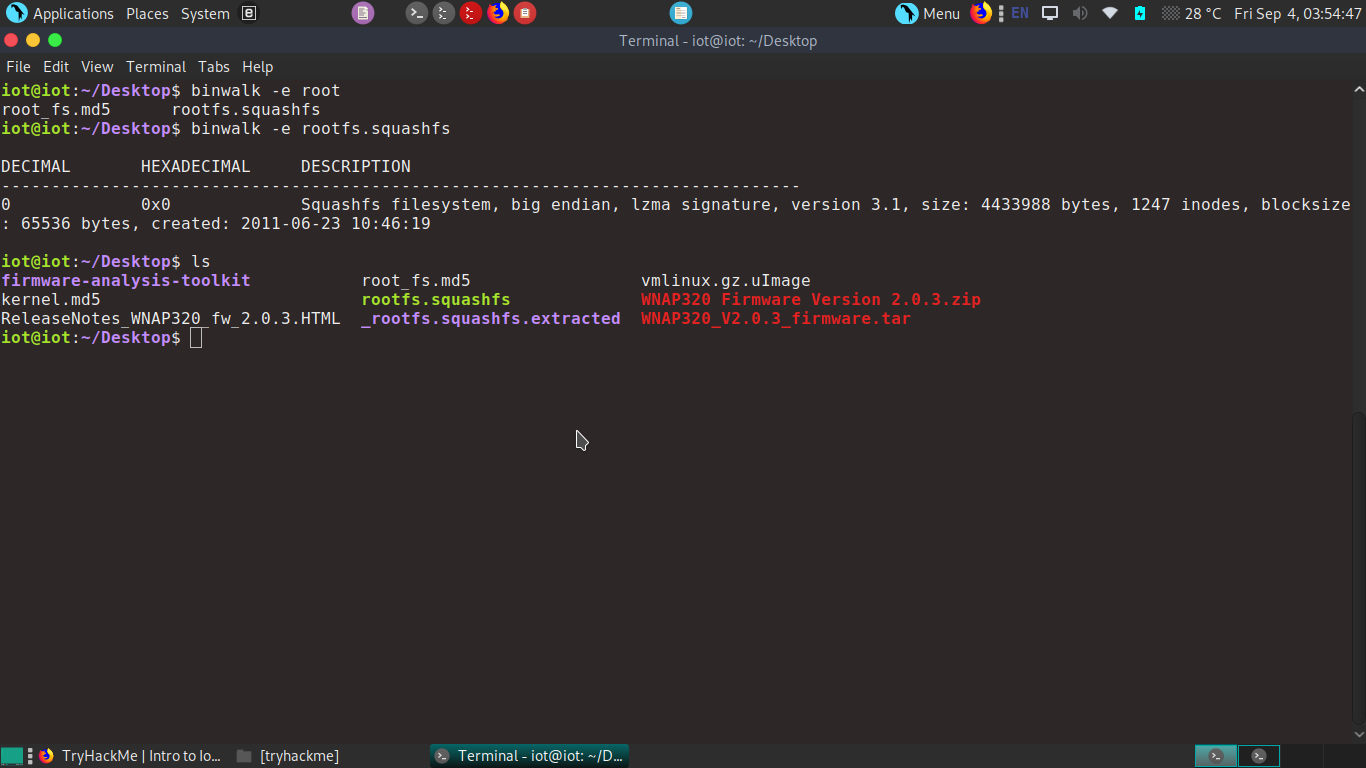 Applications Places System Menu EN 28 °C Fri Sep 4, 03:54:47
Terminal - iot@iot: ~/Desktop
File Edit View Terminal Tabs Help
iot@iot:~/Desktop$ binwalk -e root
root_fs.md5 rootfs.squashfs
iot@iot:~/Desktop$ binwalk -e rootfs.squashfs
DECIMAL HEXADECIMAL DESCRIPTION
--------------------------------------------------------------------------------
0 0x0 Squashfs filesystem, big endian, lzma signature, version 3.1, size: 4433988 bytes, 1247 inodes, blocksize
: 65536 bytes, created: 2011-06-23 10:46:19
iot@iot:~/Desktop$ ls
firmware-analysis-toolkit root_fs.md5 vmlinux.gz.uImage
kernel.md5 rootfs.squashfs WNAP320 Firmware Version 2.0.3.zip
ReleaseNotes_WNAP320_fw_2.0.3.HTML _rootfs.squashfs.extracted WNAP320_V2.0.3_firmware.tar
iot@iot:~/Desktop$
TryHackMe | Intro to Io... [tryhackme] Terminal - iot@iot: ~/D...